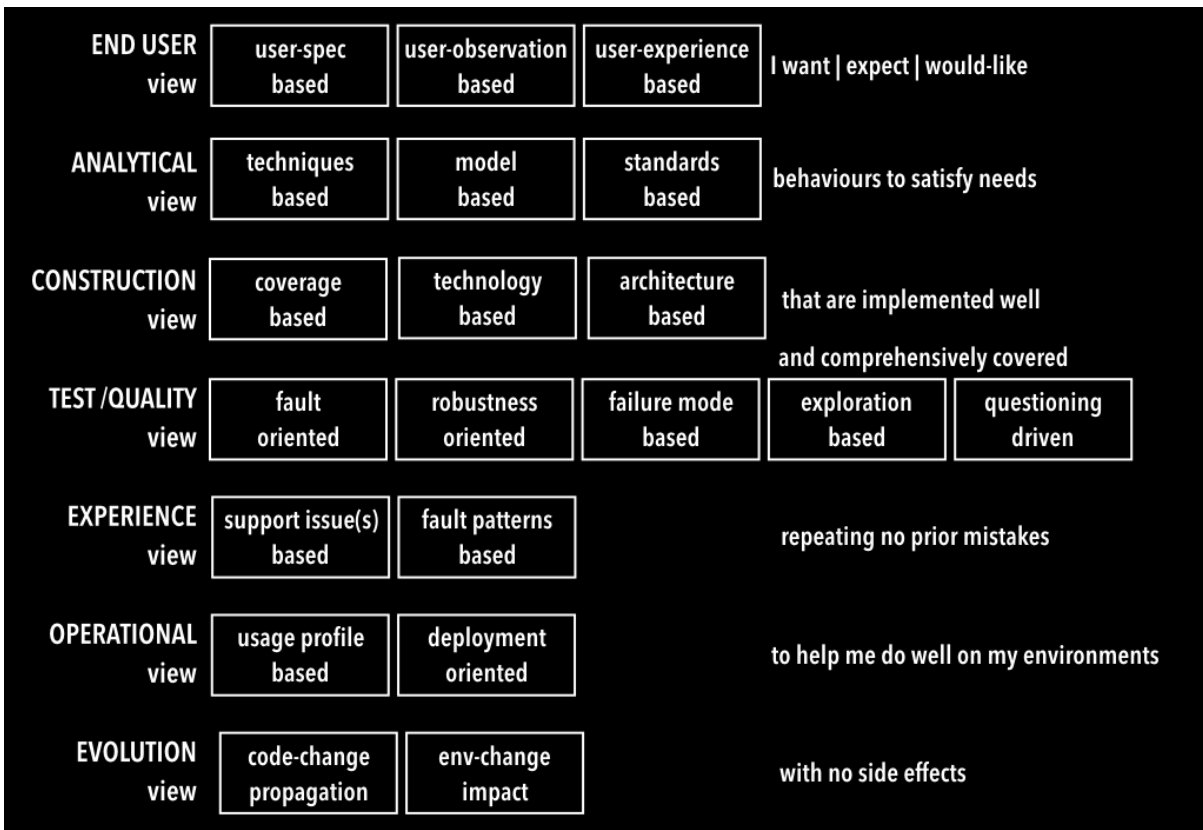 END USER
view
user-spec
based
user-observation
based
user-experience
based
I want | expect | would-like
ANALYTICAL
view
techniques
based
model
based
standards
based
behaviours to satisfy needs
CONSTRUCTION
view
coverage
based
technology
based
architecture
based
that are implemented well
and comprehensively covered
TEST /QUALITY
view
fault
oriented
robustness
oriented
failure mode
based
exploration
based
questioning
driven
EXPERIENCE
view
support issue(s)
based
fault patterns
based
repeating no prior mistakes
OPERATIONAL
view
usage profile
based
deployment
oriented
to help me do well on my environments
EVOLUTION
view
code-change
propagation
env-change
impact
with no side effects